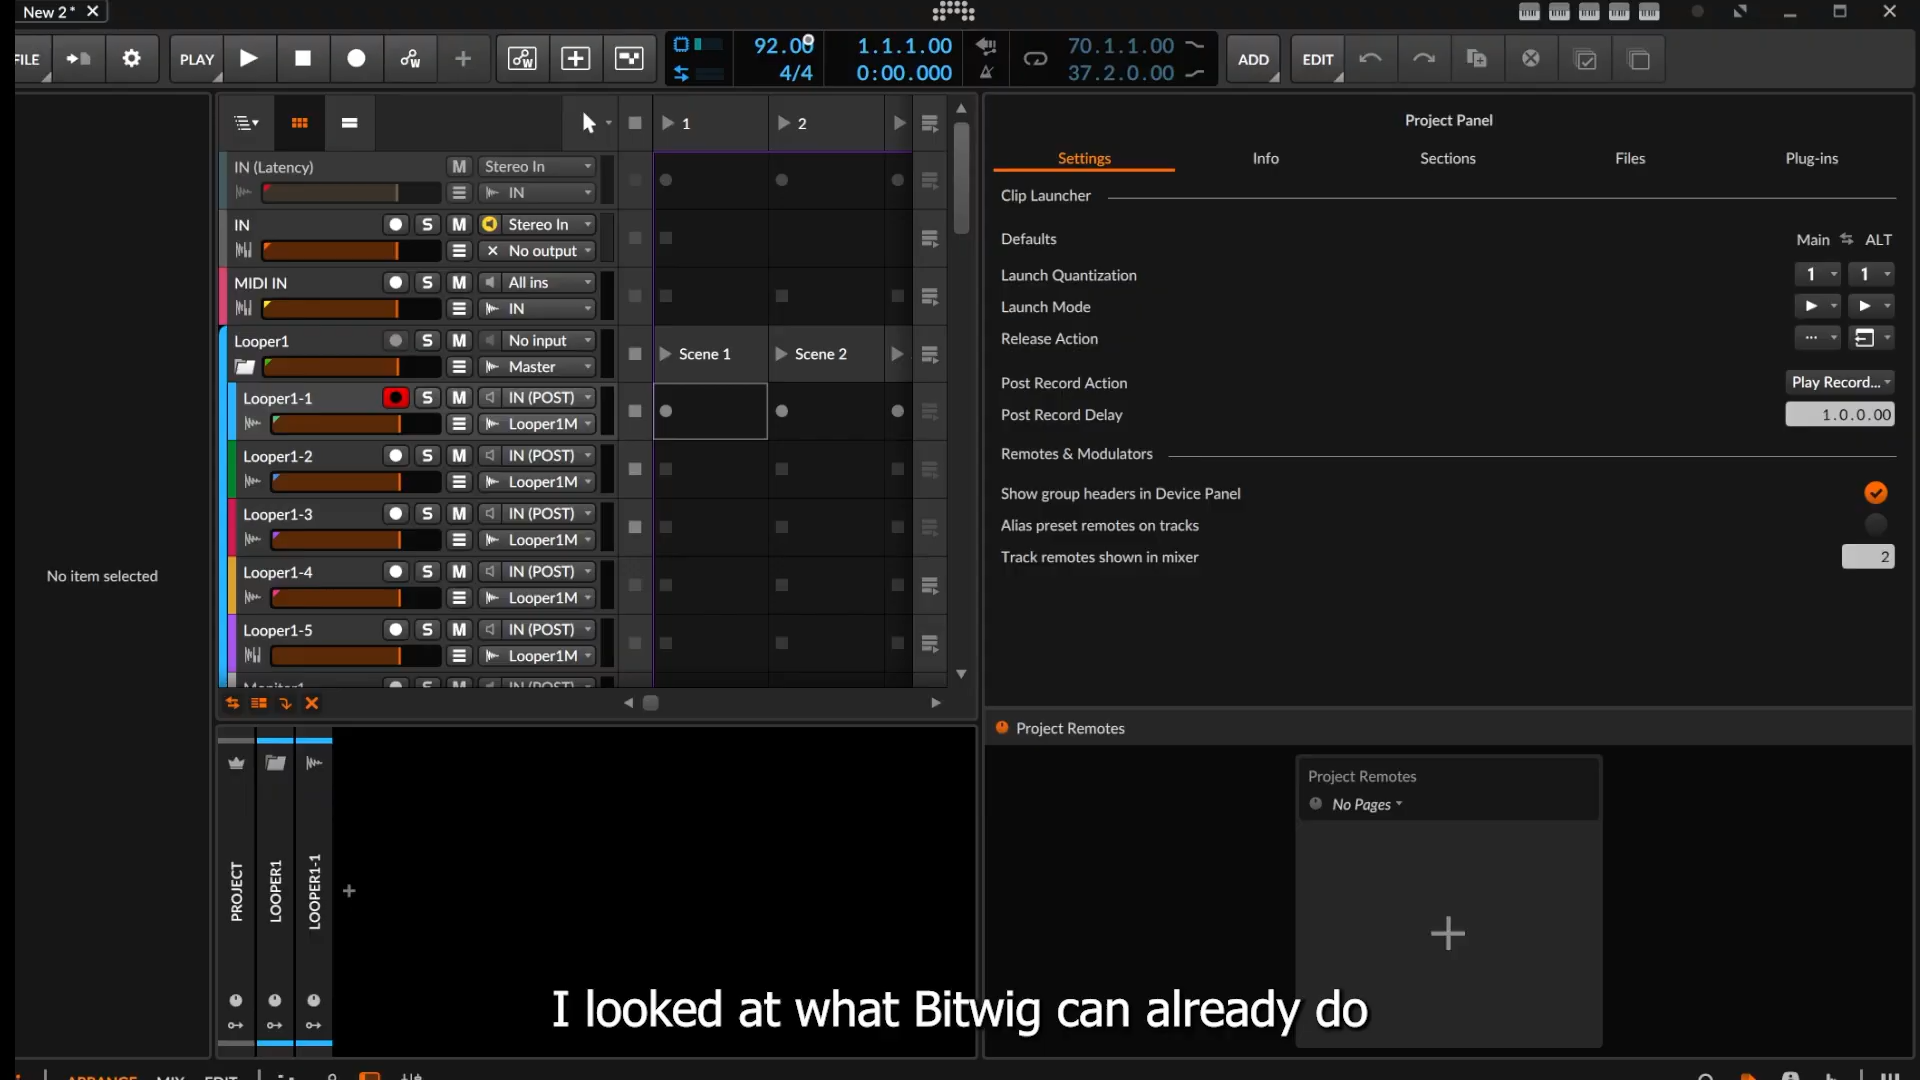 New 2*
FILE
PLAY
92.00
4/4
1.1.1.00
0:00.000
70.1.1.00
37.2.0.00
ADD
EDIT
1
2
IN (Latency)
M
Stereo In
IN
IN
S
M
Stereo In
No output
MIDI IN
S
M
All ins
IN
Looper1
S
M
No input
Master
Scene 1
Scene 2
Looper1-1
S
M
IN (POST)
Looper1M
Looper1-2
S
M
IN (POST)
Looper1M
Looper1-3
S
M
IN (POST)
Looper1M
Looper1-4
S
M
IN (POST)
Looper1M
Looper1-5
S
M
IN (POST)
Looper1M
Monitor1
S
M
IN (POST)
No item selected
PROJECT
LOOPER1
LOOPER1-1
Project Panel
Settings
Info
Sections
Files
Plug-ins
Clip Launcher
Defaults
Main
ALT
Launch Quantization
1
1
Launch Mode
Release Action
Post Record Action
Play Record...
Post Record Delay
1.0.0.00
Remotes & Modulators
Show group headers in Device Panel
Alias preset remotes on tracks
Track remotes shown in mixer
2
Project Remotes
Project Remotes
No Pages
I looked at what Bitwig can already do
ARRANGE
MIX
EDIT